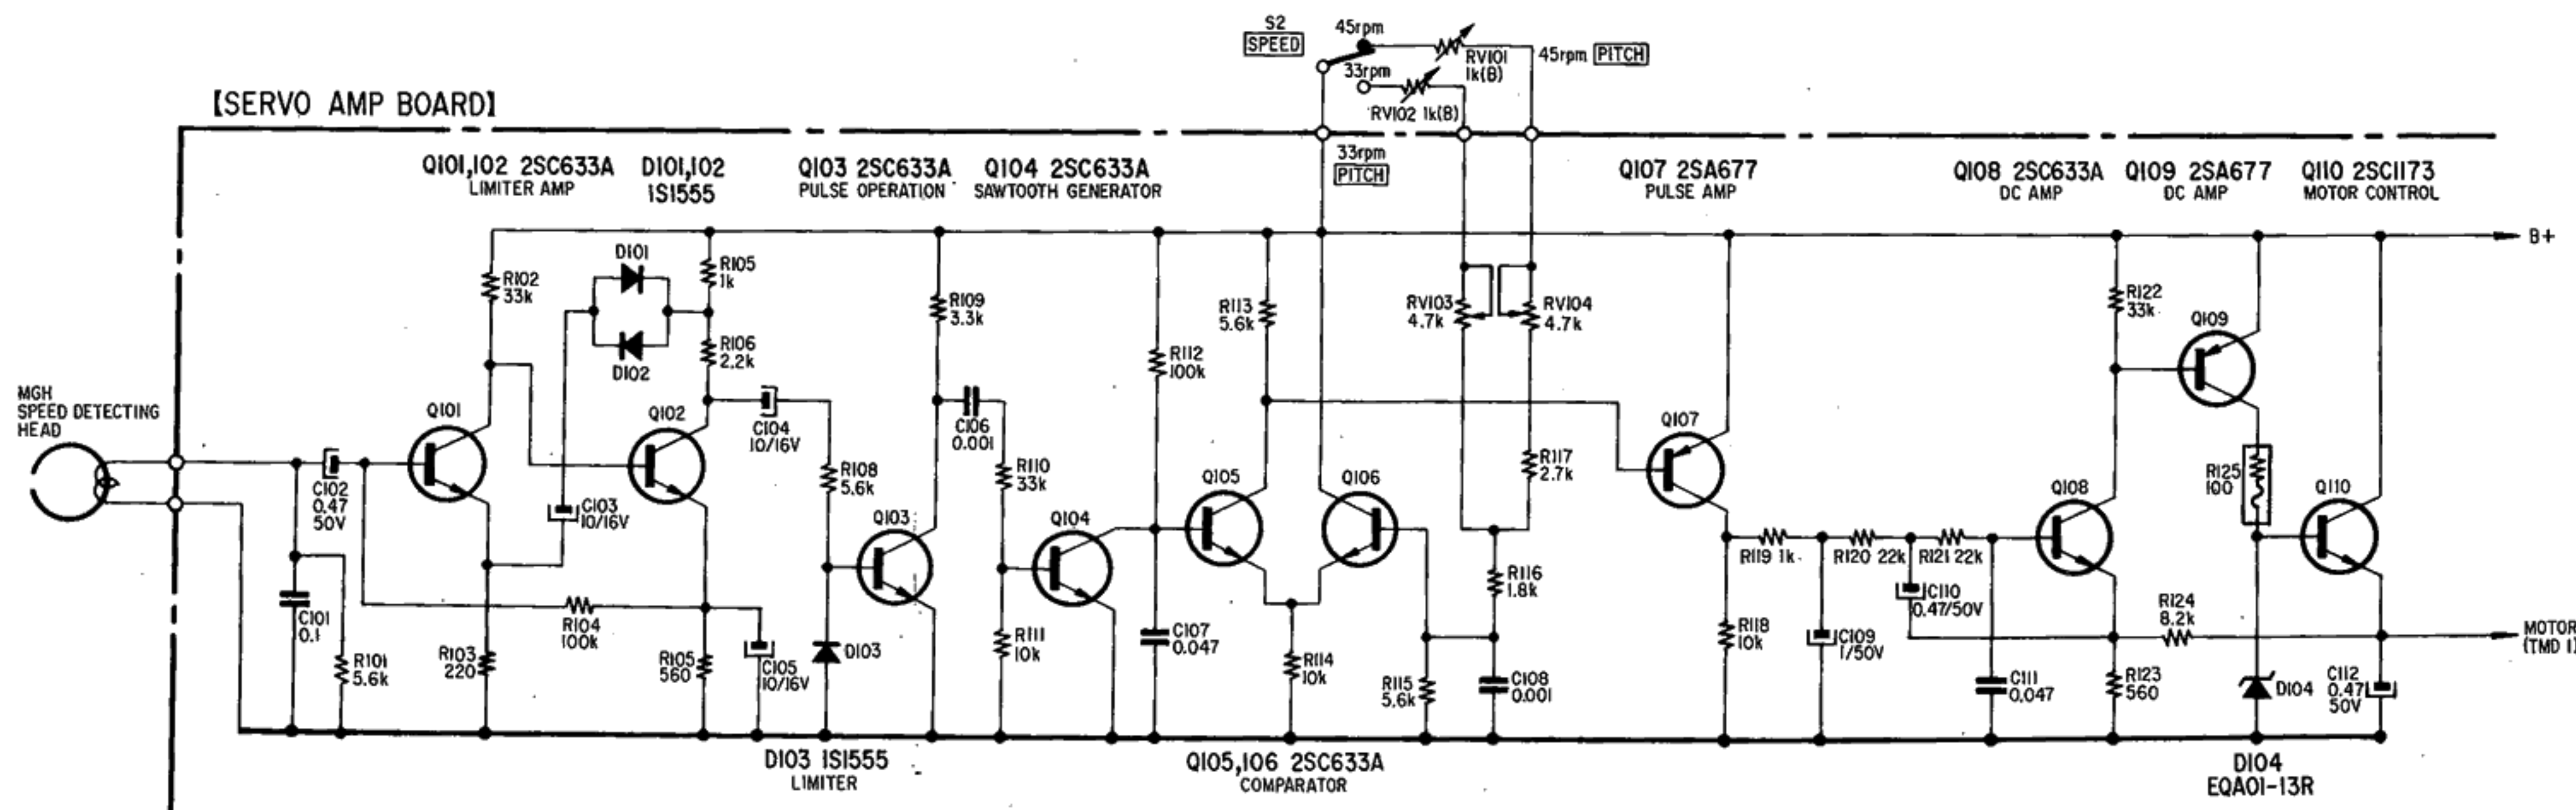 S2
SPEED
45rpm
33rpm
RV101
1k(B)
RV102 1k(B)
45rpm PITCH
【SERVO AMP BOARD】
33rpm
PITCH
Q101,102 2SC633A
LIMITER AMP
D101,102
1S1555
Q103 2SC633A
PULSE OPERATION
Q104 2SC633A
SAWTOOTH GENERATOR
Q107 2SA677
PULSE AMP
Q108 2SC633A
DC AMP
Q109 2SA677
DC AMP
Q110 2SC1173
MOTOR CONTROL
B+
R102
33k
D101
D102
R105
1k
R106
2.2k
R109
3.3k
R112
100k
R113
5.6k
RV103
4.7k
RV104
4.7k
R122
33k
Q109
MGH
SPEED DETECTING
HEAD
Q101
Q102
C104
10/16V
C106
0.001
Q107
R117
2.7k
R125
100
C102
0.47
50V
C103
10/16V
R108
5.6k
R110
33k
Q103
Q104
Q105
Q106
Q108
Q110
R119 1k
R120 22k
R121 22k
C101
0.1
R101
5.6k
R104
100k
R103
220
R105
560
C105
10/16V
D103
R111
10k
C107
0.047
R114
10k
R116
1.8k
R115
5.6k
C108
0.001
R118
10k
C109
1/50V
C110
0.47/50V
C111
0.047
R124
8.2k
R123
560
D104
C112
0.47
50V
MOTOR
(TMD 1)
D103 1S1555
LIMITER
Q105,106 2SC633A
COMPARATOR
D104
EQA01-13R